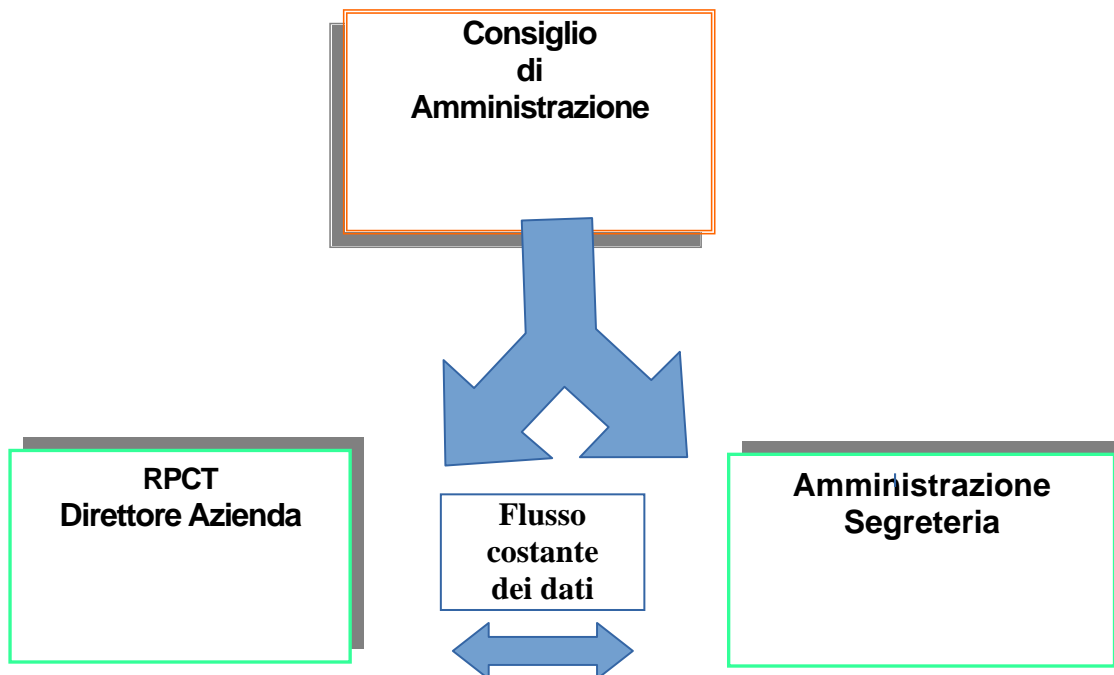 Consiglio
di
Amministrazione
RPCT
Direttore Azienda
Flusso
costante
dei dati
Amministrazione
Segreteria